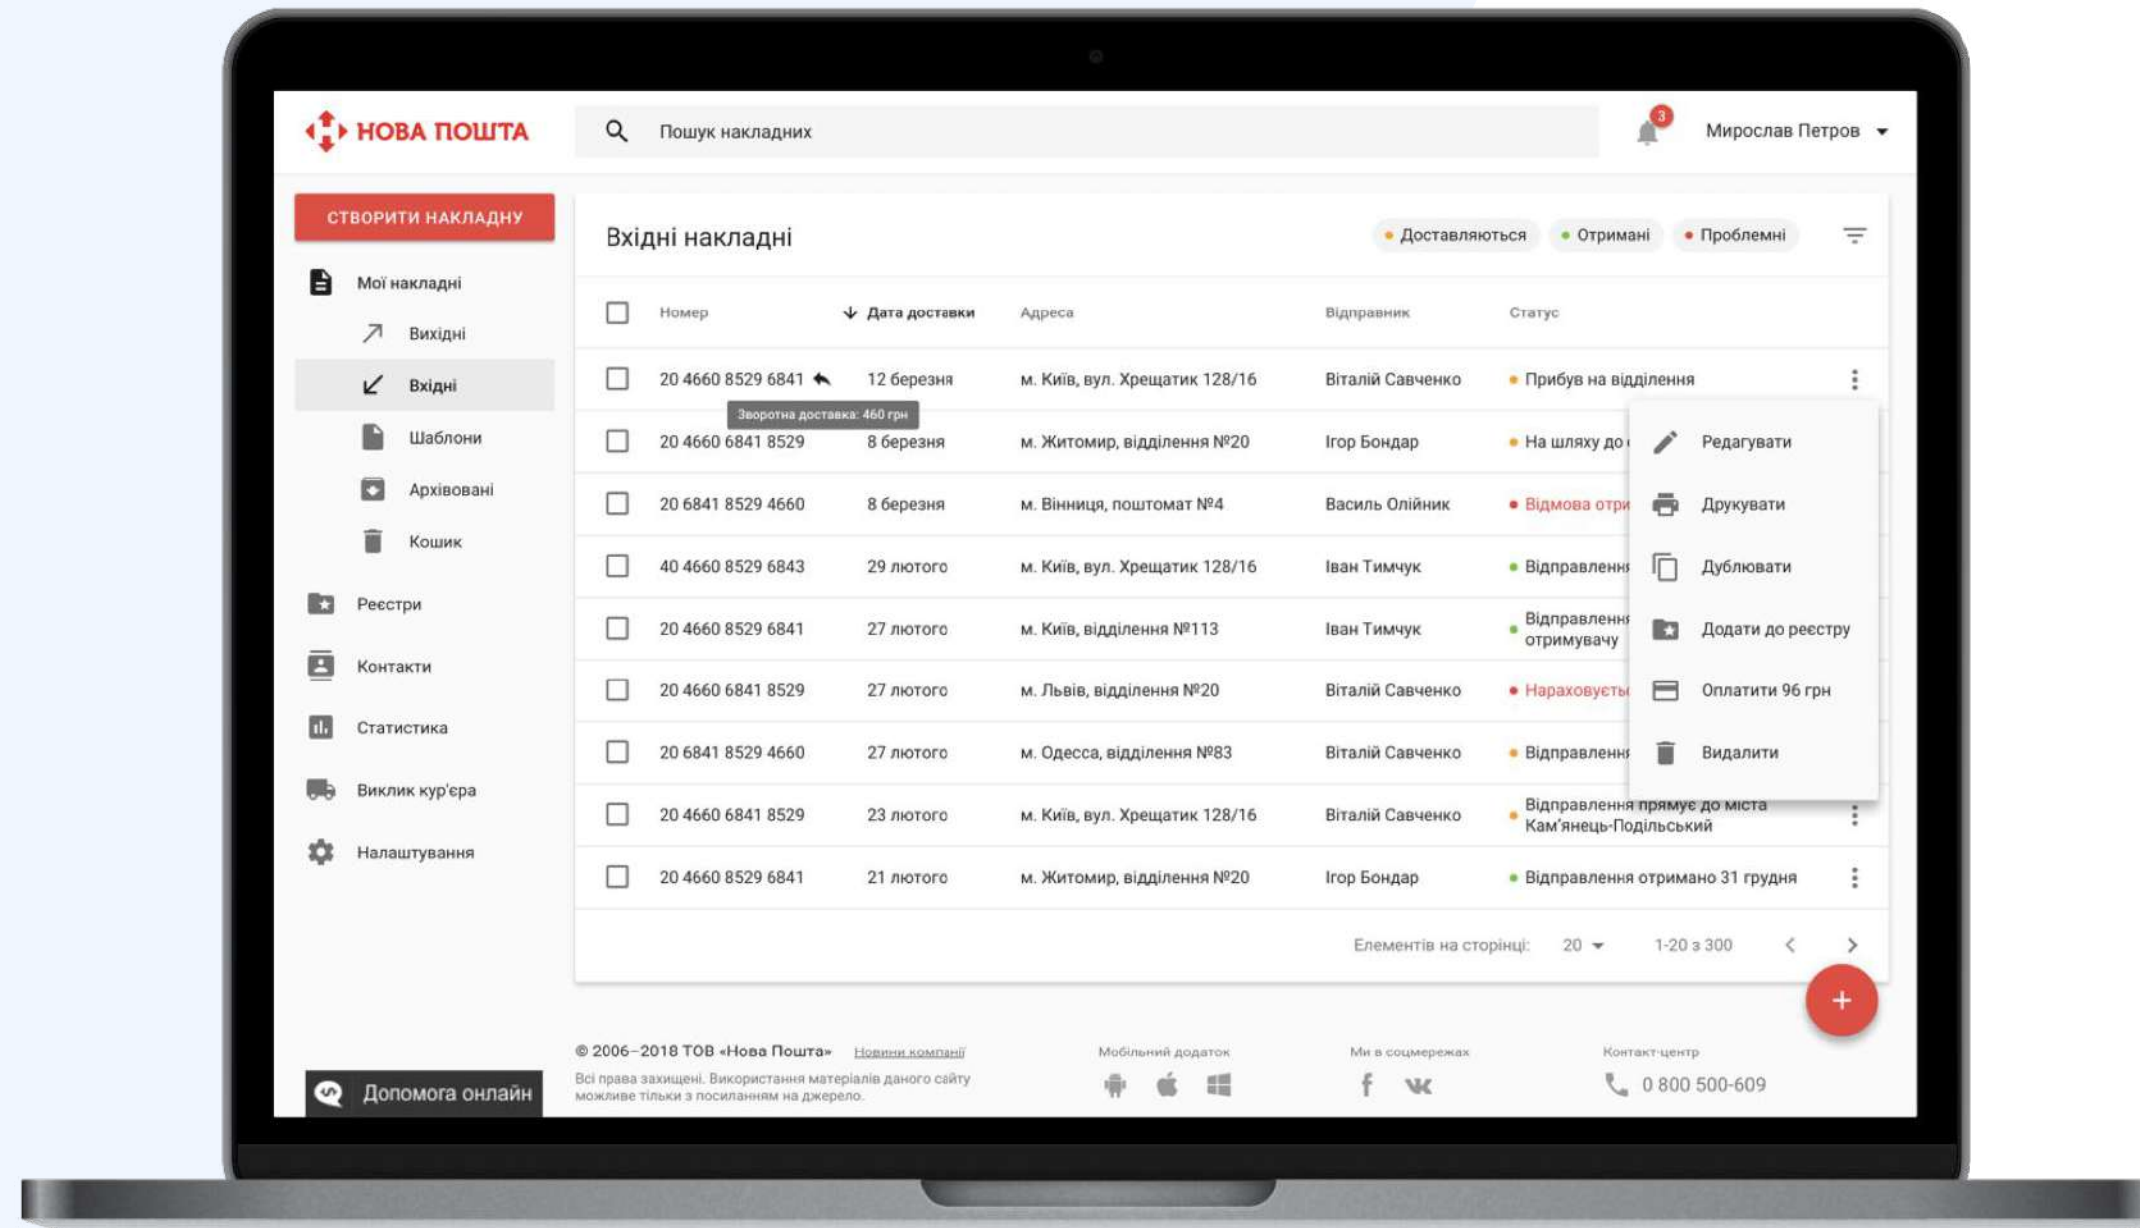 НОВА ПОШТА
Пошук накладних
3
Мирослав Петров
СТВОРИТИ НАКЛАДНУ
Мої накладні
Вихідні
Вхідні
Шаблони
Архівовані
Кошик
Реєстри
Контакти
Статистика
Виклик кур'єра
Налаштування
Допомога онлайн
Вхідні накладні
Доставляються
Отримані
Проблемні
Номер Дата доставки Адреса Відправник Статус
20 4660 8529 6841 12 березня м. Київ, вул. Хрещатик 128/16 Віталій Савченко Прибув на відділення
Зворотна доставка: 460 грн
20 4660 6841 8529 8 березня м. Житомир, відділення №20 Ігор Бондар На шляху до
20 6841 8529 4660 8 березня м. Вінниця, поштомат №4 Василь Олійник Відмова отри
40 4660 8529 6843 29 лютого м. Київ, вул. Хрещатик 128/16 Іван Тимчук Відправленн
20 4660 8529 6841 27 лютого м. Київ, відділення №113 Іван Тимчук Відправленн
отримувачу
20 4660 6841 8529 27 лютого м. Львів, відділення №20 Віталій Савченко Нараховуєть
20 6841 8529 4660 27 лютого м. Одесса, відділення №83 Віталій Савченко Відправленн
20 4660 6841 8529 23 лютого м. Київ, вул. Хрещатик 128/16 Віталій Савченко Відправлення прямує до міста
Кам'янець-Подільський
20 4660 8529 6841 21 лютого м. Житомир, відділення №20 Ігор Бондар Відправлення отримано 31 грудня
Редагувати
Друкувати
Дублювати
Додати до реєстру
Оплатити 96 грн
Видалити
Елементів на сторінці: 20 1-20 з 300
+
© 2006–2018 ТОВ «Нова Пошта» Новини компанії
Всі права захищені. Використання матеріалів даного сайту
можливе тільки з посиланням на джерело.
Мобільний додаток
Ми в соцмережах
Контакт-центр
0 800 500-609